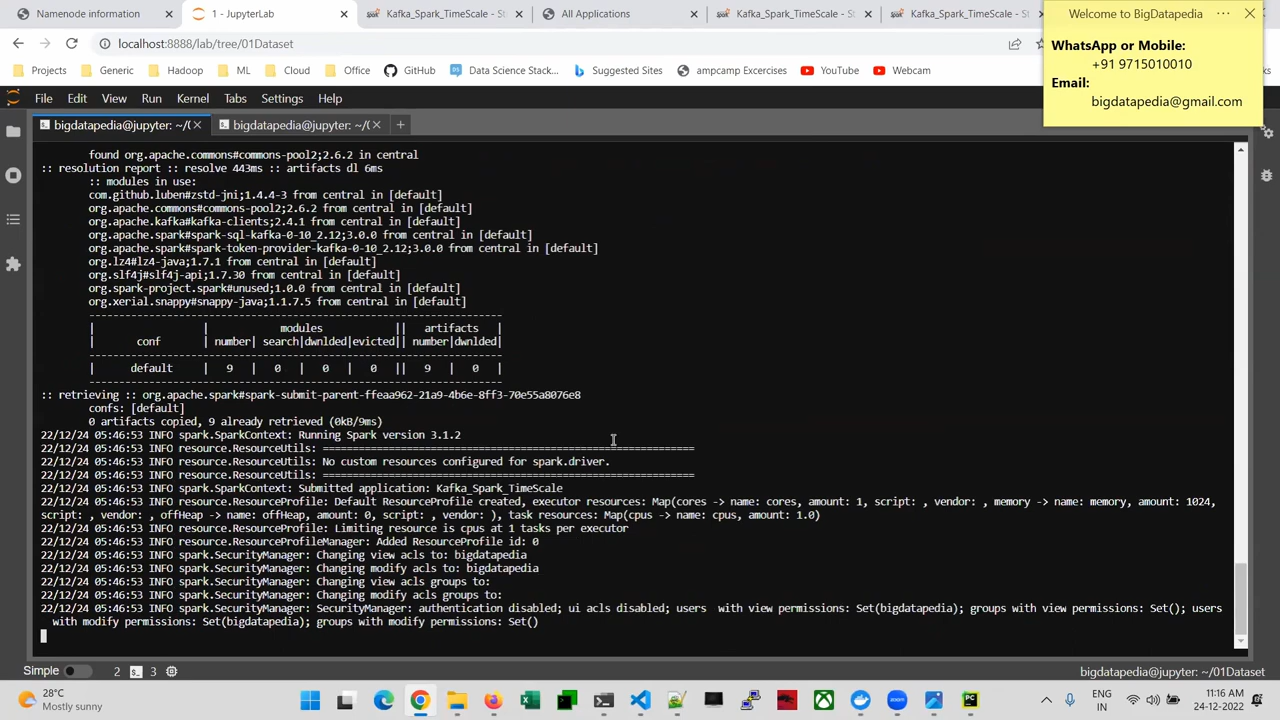 Namenode information
1 - JupyterLab
Kafka_Spark_TimeScale - St
All Applications
Kafka_Spark_TimeScale - St
Kafka_Spark_TimeScale - St
Welcome to BigDatapedia
localhost:8888/lab/tree/01Dataset
WhatsApp or Mobile:
+91 9715010010
Email:
bigdatapedia@gmail.com
Projects Generic Hadoop ML Cloud Office GitHub Data Science Stack... Suggested Sites ampcamp Excercises YouTube Webcam
File Edit View Run Kernel Tabs Settings Help
bigdatapedia@jupyter: ~/( bigdatapedia@jupyter: ~/(
found org.apache.commons#commons-pool2;2.6.2 in central
:: resolution report :: resolve 443ms :: artifacts dl 6ms
:: modules in use:
com.github.luben#zstd-jni;1.4.4-3 from central in [default]
org.apache.commons#commons-pool2;2.6.2 from central in [default]
org.apache.kafka#kafka-clients;2.4.1 from central in [default]
org.apache.spark#spark-sql-kafka-0-10_2.12;3.0.0 from central in [default]
org.apache.spark#spark-token-provider-kafka-0-10_2.12;3.0.0 from central in [default]
org.lz4#lz4-java;1.7.1 from central in [default]
org.slf4j#slf4j-api;1.7.30 from central in [default]
org.spark-project.spark#unused;1.0.0 from central in [default]
org.xerial.snappy#snappy-java;1.1.7.5 from central in [default]
---------------------------------------------------------------------
| | modules || artifacts |
| conf | number| search|dwnlded|evicted|| number|dwnlded|
---------------------------------------------------------------------
| default | 9 | 0 | 0 | 0 || 9 | 0 |
---------------------------------------------------------------------
:: retrieving :: org.apache.spark#spark-submit-parent-ffeaa962-21a9-4b6e-8ff3-70e55a8076e8
confs: [default]
0 artifacts copied, 9 already retrieved (0kB/9ms)
22/12/24 05:46:53 INFO spark.SparkContext: Running Spark version 3.1.2
22/12/24 05:46:53 INFO resource.ResourceUtils: ==============================================================
22/12/24 05:46:53 INFO resource.ResourceUtils: No custom resources configured for spark.driver.
22/12/24 05:46:53 INFO resource.ResourceUtils: ==============================================================
22/12/24 05:46:53 INFO spark.SparkContext: Submitted application: Kafka_Spark_TimeScale
22/12/24 05:46:53 INFO resource.ResourceProfile: Default ResourceProfile created, executor resources: Map(cores -> name: cores, amount: 1, script: , vendor: , memory -> name: memory, amount: 1024,
script: , vendor: , offHeap -> name: offHeap, amount: 0, script: , vendor: ), task resources: Map(cpus -> name: cpus, amount: 1.0)
22/12/24 05:46:53 INFO resource.ResourceProfile: Limiting resource is cpus at 1 tasks per executor
22/12/24 05:46:53 INFO resource.ResourceProfileManager: Added ResourceProfile id: 0
22/12/24 05:46:53 INFO spark.SecurityManager: Changing view acls to: bigdatapedia
22/12/24 05:46:53 INFO spark.SecurityManager: Changing modify acls to: bigdatapedia
22/12/24 05:46:53 INFO spark.SecurityManager: Changing view acls groups to:
22/12/24 05:46:53 INFO spark.SecurityManager: Changing modify acls groups to:
22/12/24 05:46:53 INFO spark.SecurityManager: SecurityManager: authentication disabled; ui acls disabled; users with view permissions: Set(bigdatapedia); groups with view permissions: Set(); users
with modify permissions: Set(bigdatapedia); groups with modify permissions: Set()
Simple 2 3 bigdatapedia@jupyter: ~/01Dataset
28°C
Mostly sunny
ENG
IN
11:16 AM
24-12-2022